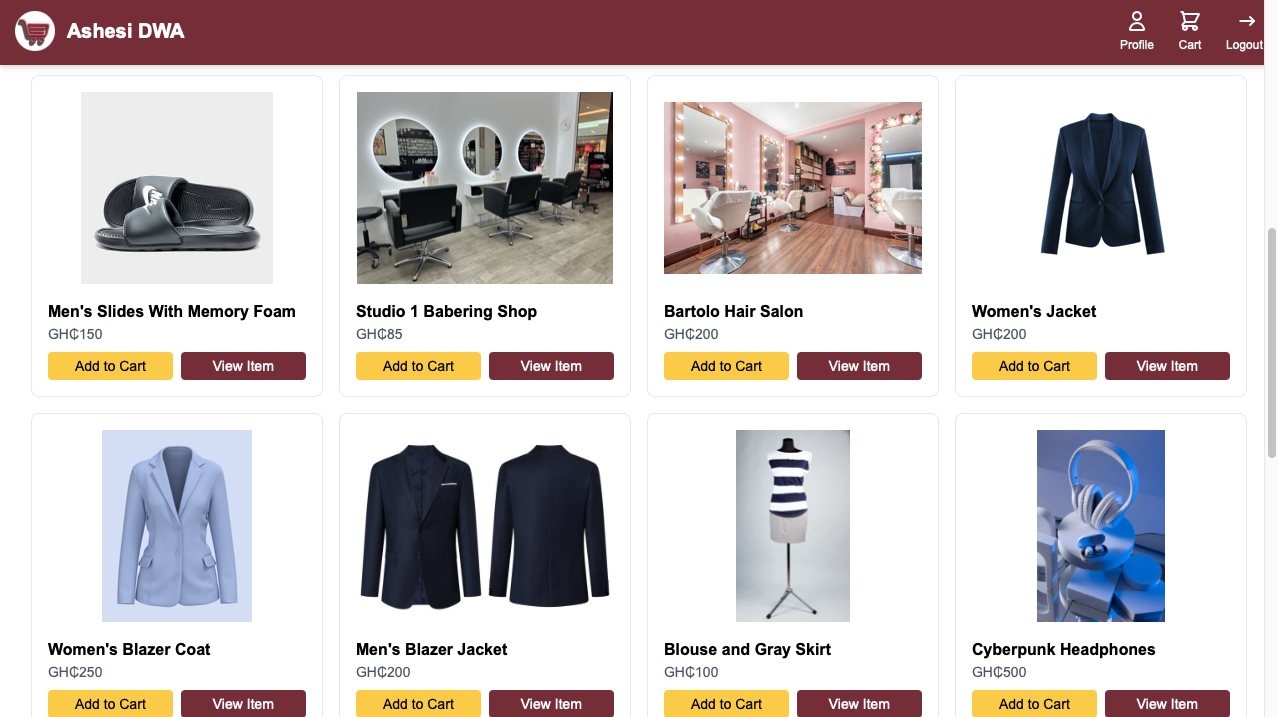 Ashesi DWA
Profile
Cart
Logout
Men's Slides With Memory Foam
GH₵150
Add to Cart
View Item
Studio 1 Babering Shop
GH₵85
Add to Cart
View Item
Bartolo Hair Salon
GH₵200
Add to Cart
View Item
Women's Jacket
GH₵200
Add to Cart
View Item
Women's Blazer Coat
GH₵250
Add to Cart
View Item
Men's Blazer Jacket
GH₵200
Add to Cart
View Item
Blouse and Gray Skirt
GH₵100
Add to Cart
View Item
Cyberpunk Headphones
GH₵500
Add to Cart
View Item